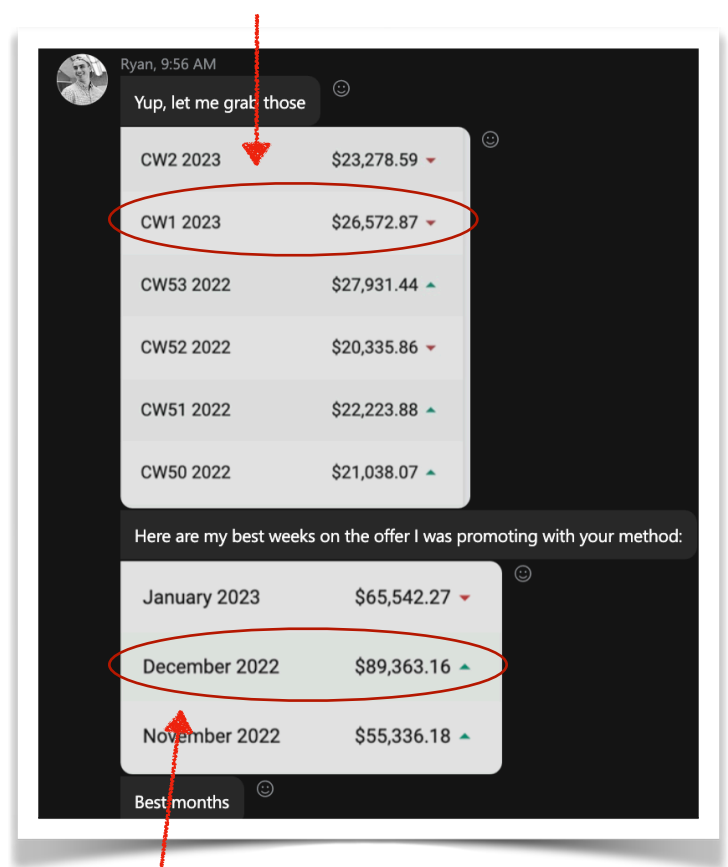 Ryan, 9:56 AM
Yup, let me grab those
CW2 2023 $23,278.59
CW1 2023 $26,572.87
CW53 2022 $27,931.44
CW52 2022 $20,335.86
CW51 2022 $22,223.88
CW50 2022 $21,038.07
Here are my best weeks on the offer I was promoting with your method:
January 2023 $65,542.27
December 2022 $89,363.16
November 2022 $55,336.18
Best months